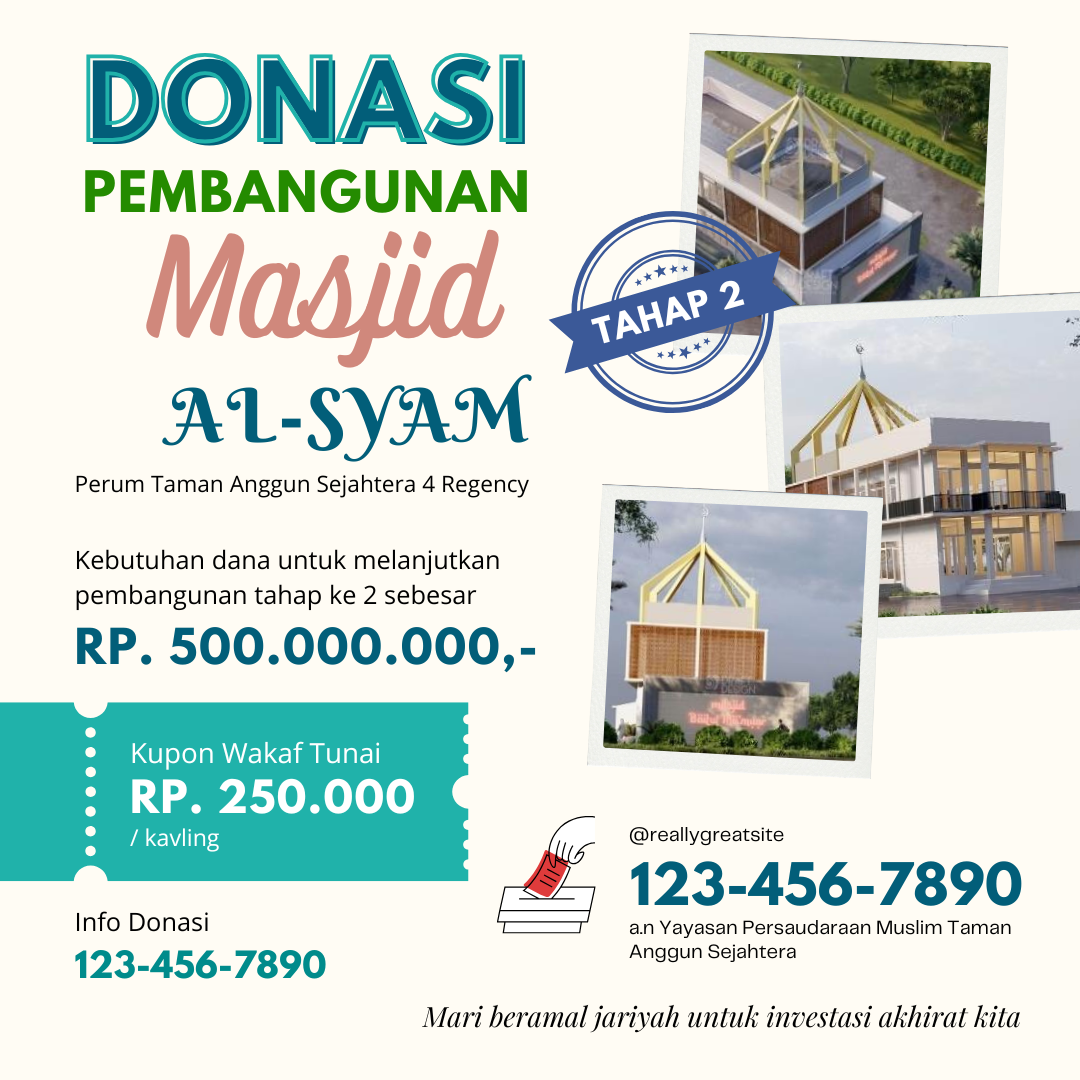 DONASI
PEMBANGUNAN
Masjid
AL-SYAM
Perum Taman Anggun Sejahtera 4 Regency
TAHAP 2
Kebutuhan dana untuk melanjutkan
pembangunan tahap ke 2 sebesar
RP. 500.000.000,-
Kupon Wakaf Tunai
RP. 250.000
/ kavling
Info Donasi
123-456-7890
@reallygreatsite
123-456-7890
a.n Yayasan Persaudaraan Muslim Taman
Anggun Sejahtera
Mari beramal jariyah untuk investasi akhirat kita